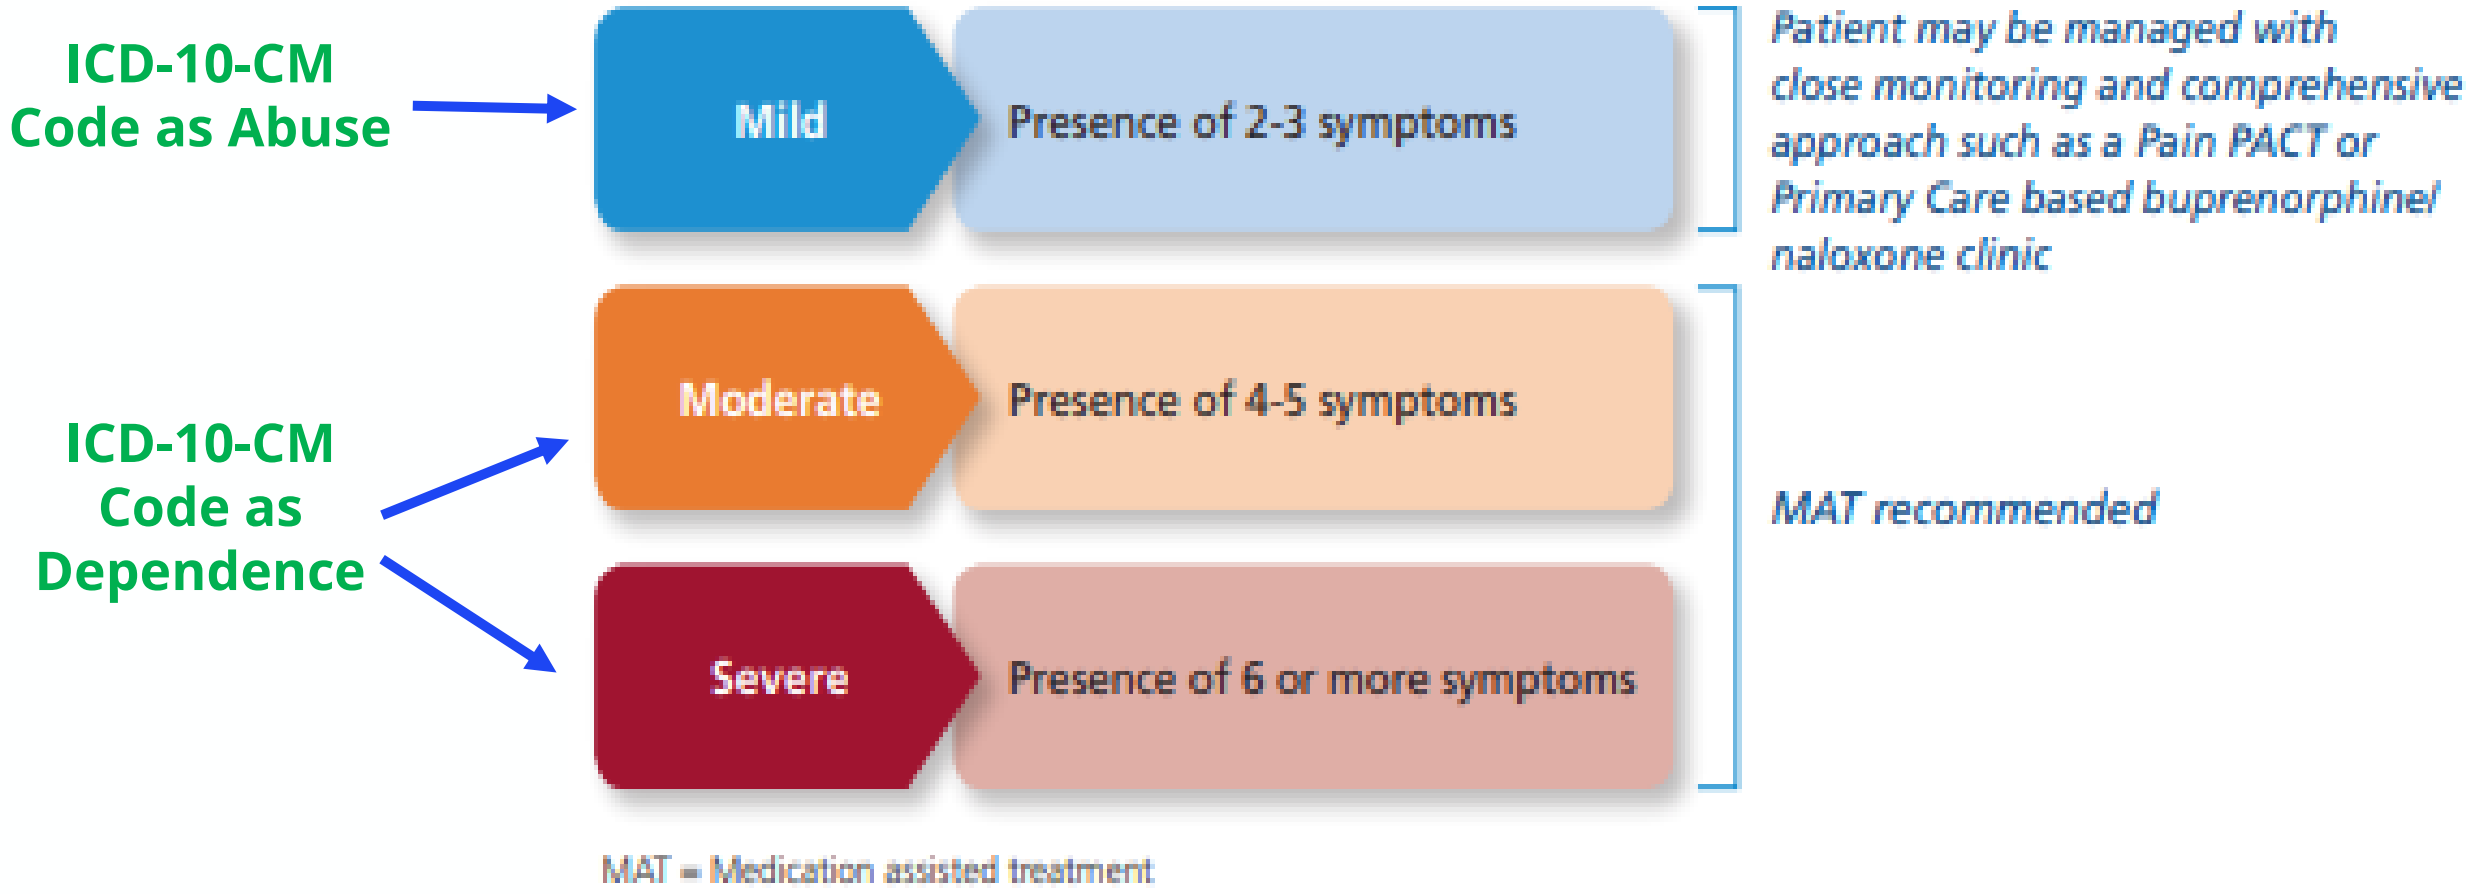 ICD-10-CM
Code as Abuse
Mild
Presence of 2-3 symptoms
Patient may be managed with
close monitoring and comprehensive
approach such as a Pain PACT or
Primary Care based buprenorphine/
naloxone clinic
ICD-10-CM
Code as
Dependence
Moderate
Presence of 4-5 symptoms
MAT recommended
Severe
Presence of 6 or more symptoms
MAT = Medication assisted treatment